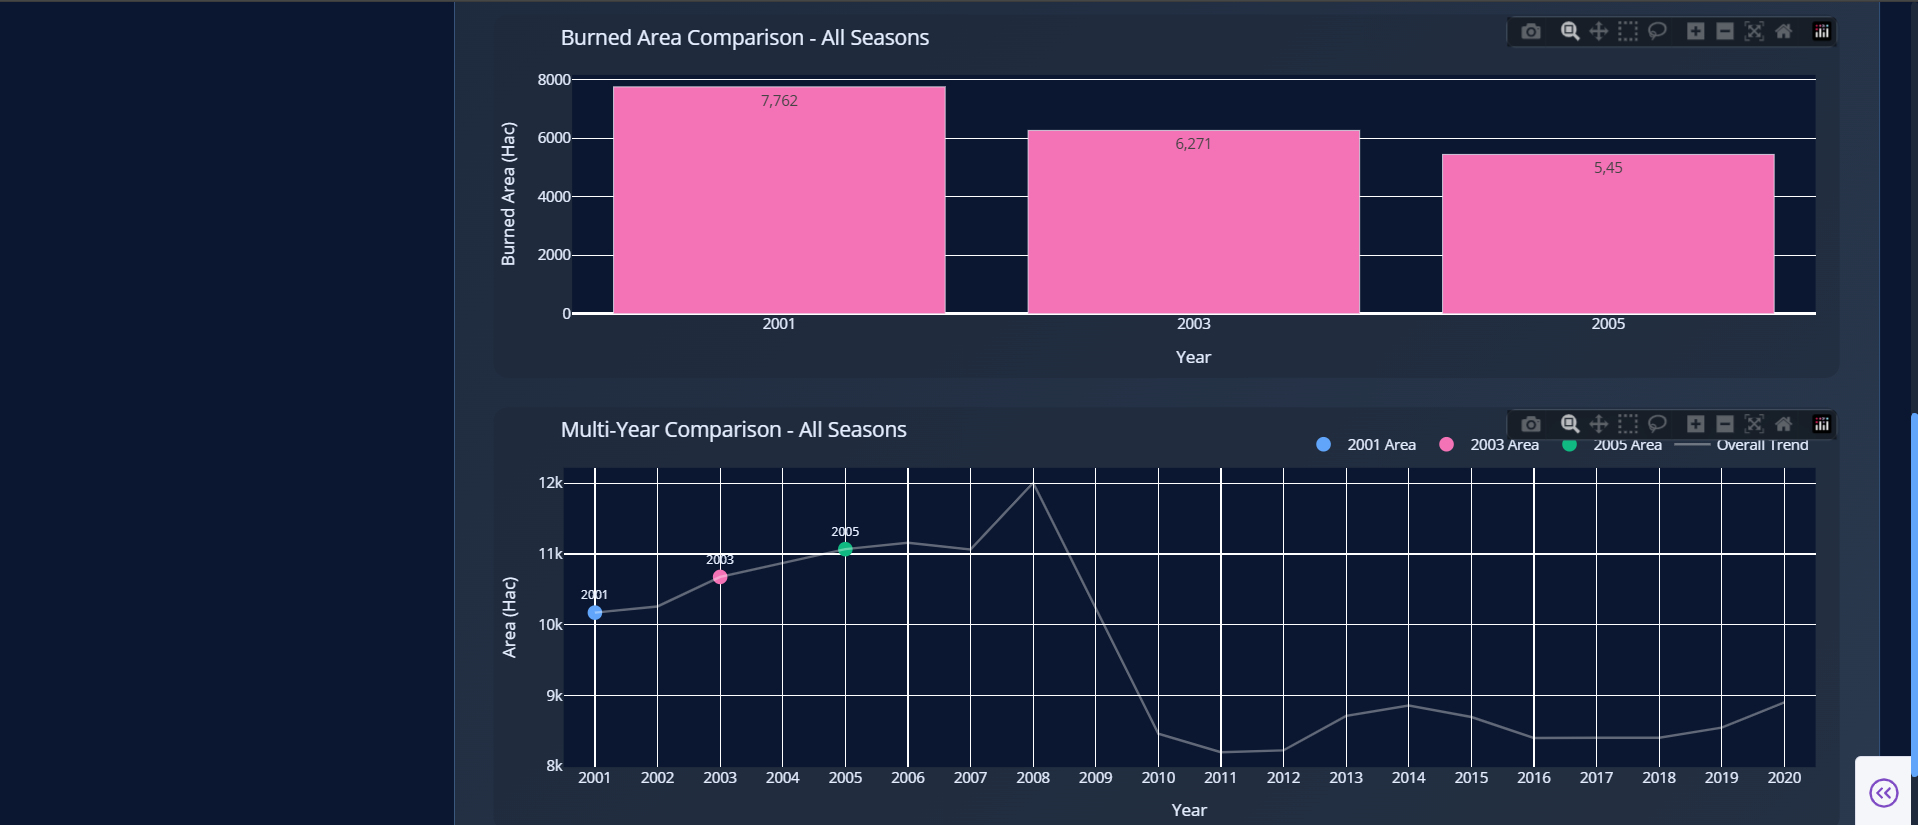 Burned Area Comparison - All Seasons
8000
7,762
6000
6,271
5,45
4000
2000
0
Burned Area (Hac)
2001 2003 2005
Year
Multi-Year Comparison - All Seasons
2001 Area 2003 Area 2005 Area Overall Trend
12k
2005
11k
2003
2001
10k
9k
8k
Area (Hac)
2001 2002 2003 2004 2005 2006 2007 2008 2009 2010 2011 2012 2013 2014 2015 2016 2017 2018 2019 2020
Year